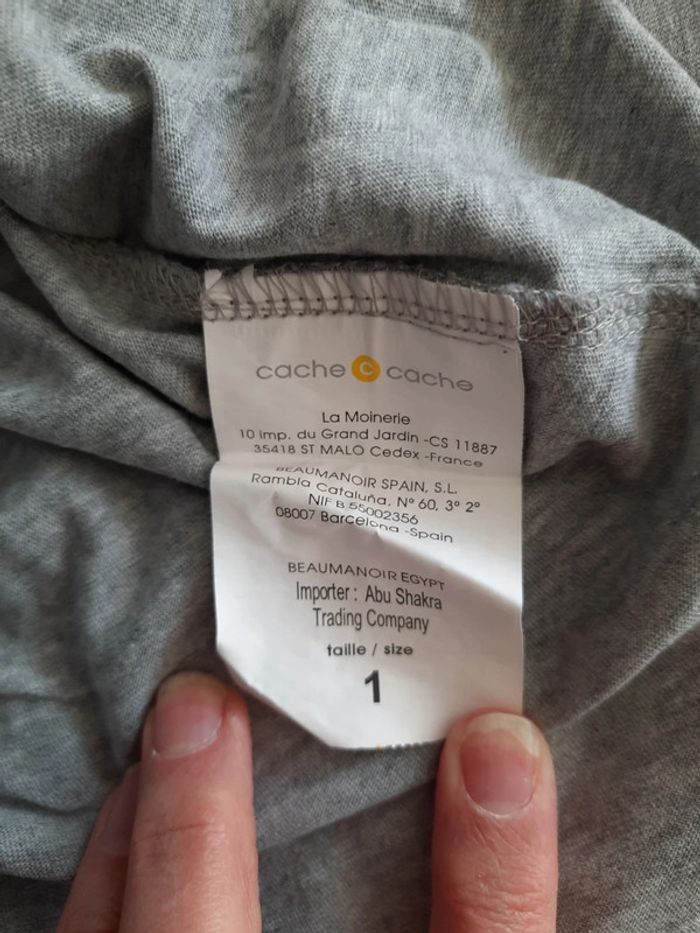 cache c cache
La Moinerie
10 imp. du Grand Jardin -CS 11887
35418 ST MALO Cedex -France
BEAUMANOIR SPAIN, S.L.
Rambla Cataluña, Nº 60, 3º 2º
NIF B 55002356
08007 Barcelona -Spain
BEAUMANOIR EGYPT
Importer : Abu Shakra
Trading Company
taille / size
1